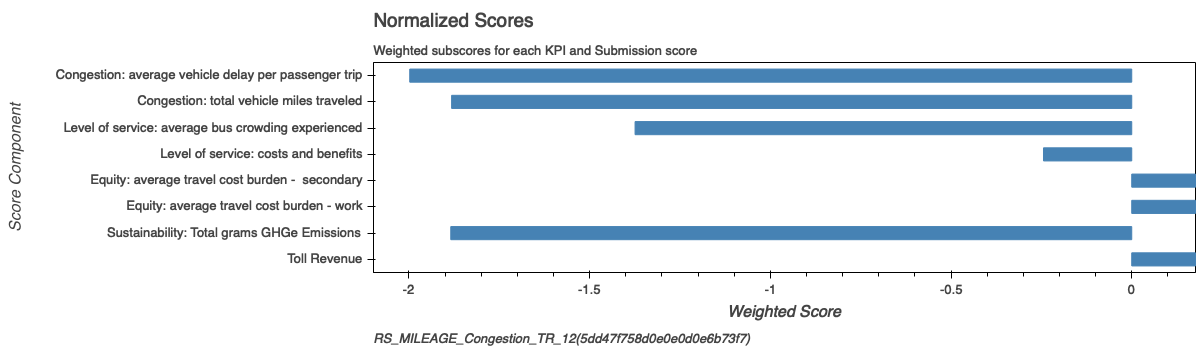 Normalized Scores
Weighted subscores for each KPI and Submission score
Score Component
Congestion: average vehicle delay per passenger trip
Congestion: total vehicle miles traveled
Level of service: average bus crowding experienced
Level of service: costs and benefits
Equity: average travel cost burden -  secondary
Equity: average travel cost burden - work
Sustainability: Total grams GHGe Emissions
Toll Revenue
-2 -1.5 -1 -0.5 0
Weighted Score
RS_MILEAGE_Congestion_TR_12(5dd47f758d0e0e0d0e6b73f7)